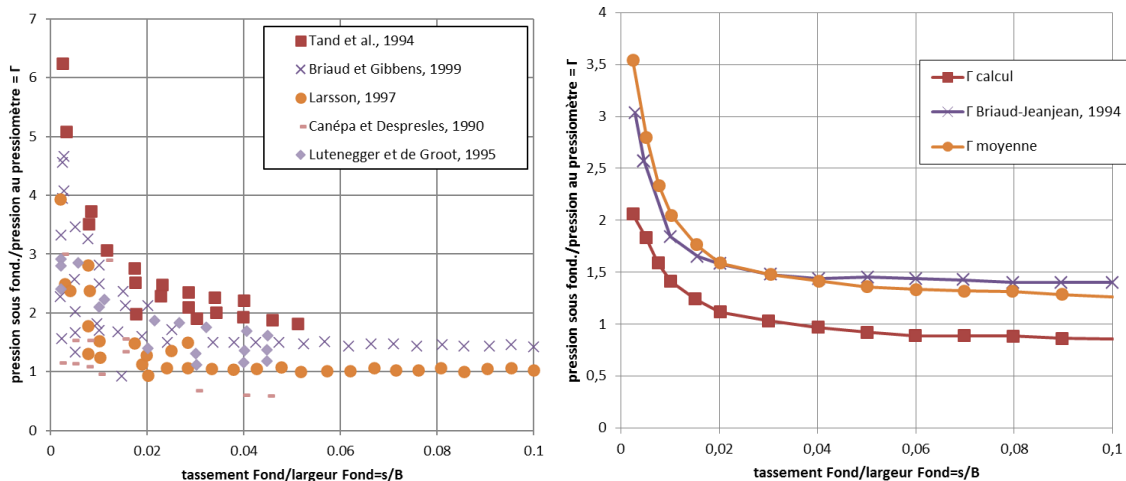 pression sous fond./pression au pressiomètre = Γ
7
6
5
4
3
2
1
0
0
0.02
0.04
0.06
0.08
0.1
tassement Fond/largeur Fond=s/B
Tand et al., 1994
Briaud et Gibbens, 1999
Larsson, 1997
Canépa et Despresles, 1990
Lutenegger et de Groot, 1995
pression sous fond./pression au pressiomètre = Γ
4
3,5
3
2,5
2
1,5
1
0,5
0
0
0,02
0,04
0,06
0,08
0,1
tassement Fond/largeur Fond=s/B
Γ calcul
Γ Briaud-Jeanjean, 1994
Γ moyenne